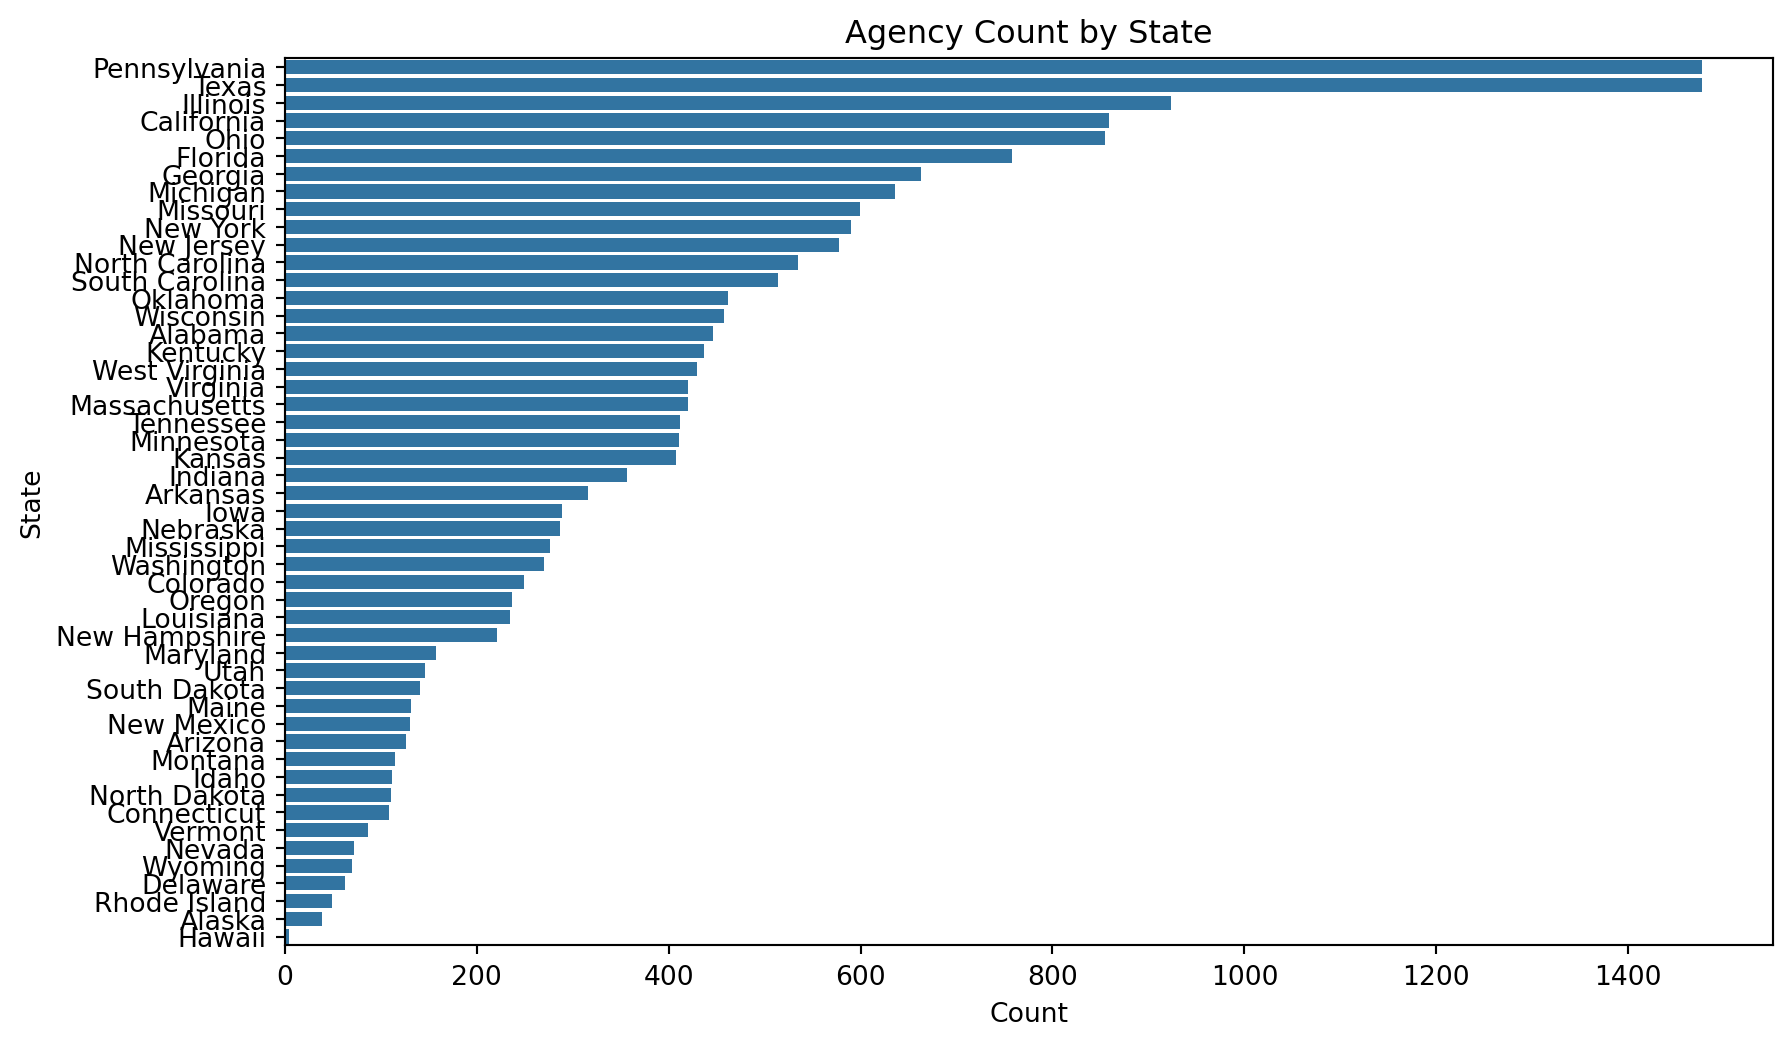 Agency Count by State
Pennsylvania
Texas
Illinois
California
Ohio
Florida
Georgia
Michigan
Missouri
New York
New Jersey
North Carolina
South Carolina
Oklahoma
Wisconsin
Alabama
Kentucky
West Virginia
Virginia
Massachusetts
Tennessee
Minnesota
Kansas
Indiana
Arkansas
Iowa
Nebraska
Mississippi
Washington
Colorado
Oregon
Louisiana
New Hampshire
Maryland
Utah
South Dakota
Maine
New Mexico
Arizona
Montana
Idaho
North Dakota
Connecticut
Vermont
Nevada
Wyoming
Delaware
Rhode Island
Alaska
Hawaii
State
0 200 400 600 800 1000 1200 1400
Count